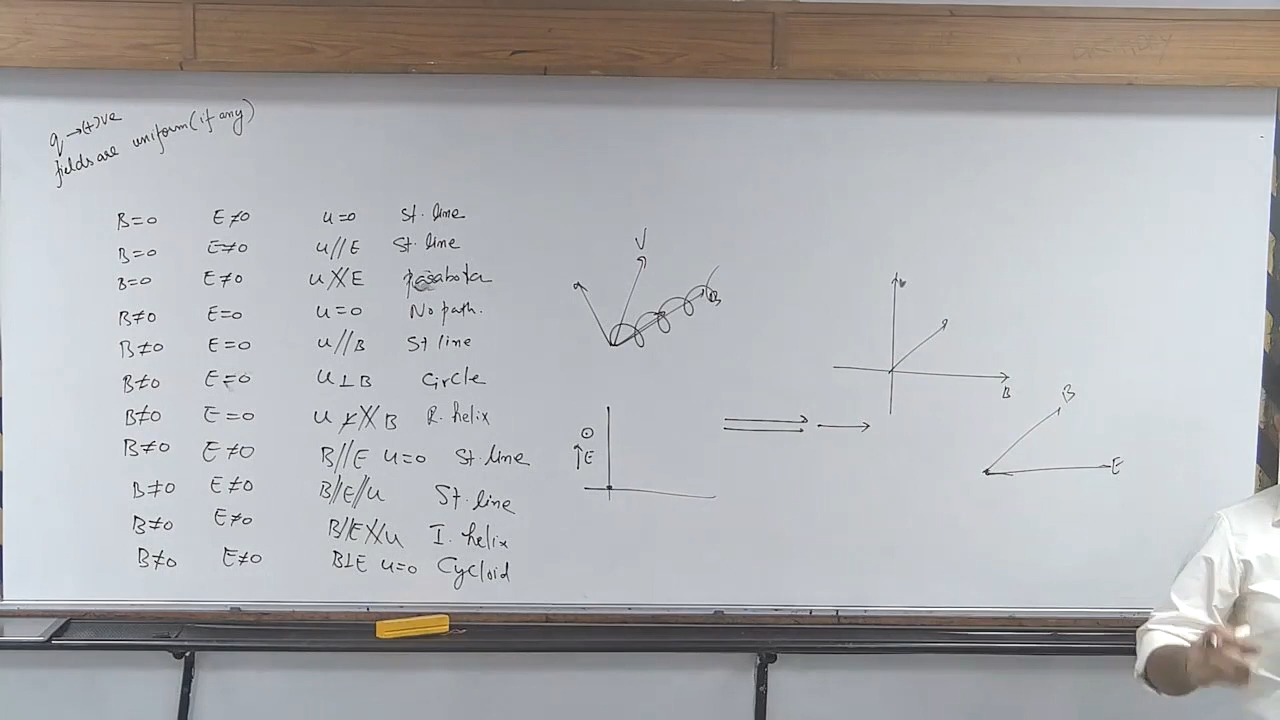 q → (+)ve
fields are uniform (if any)
B=0 E≠0 u=0 St. line
B=0 E≠0 u//E St. line
B=0 E≠0 u∦E parabola
B≠0 E=0 u=0 No path.
B≠0 E=0 u//B St line
B≠0 E=0 u⊥B Circle
B≠0 E=0 u⊥̸∦B R. helix
B≠0 E≠0 B//E u=0 St. line
B≠0 E≠0 B//E//u St. line
B≠0 E≠0 B//E∦u I. helix
B≠0 E≠0 B⊥E u=0 Cycloid
V
B
E
B
B
E